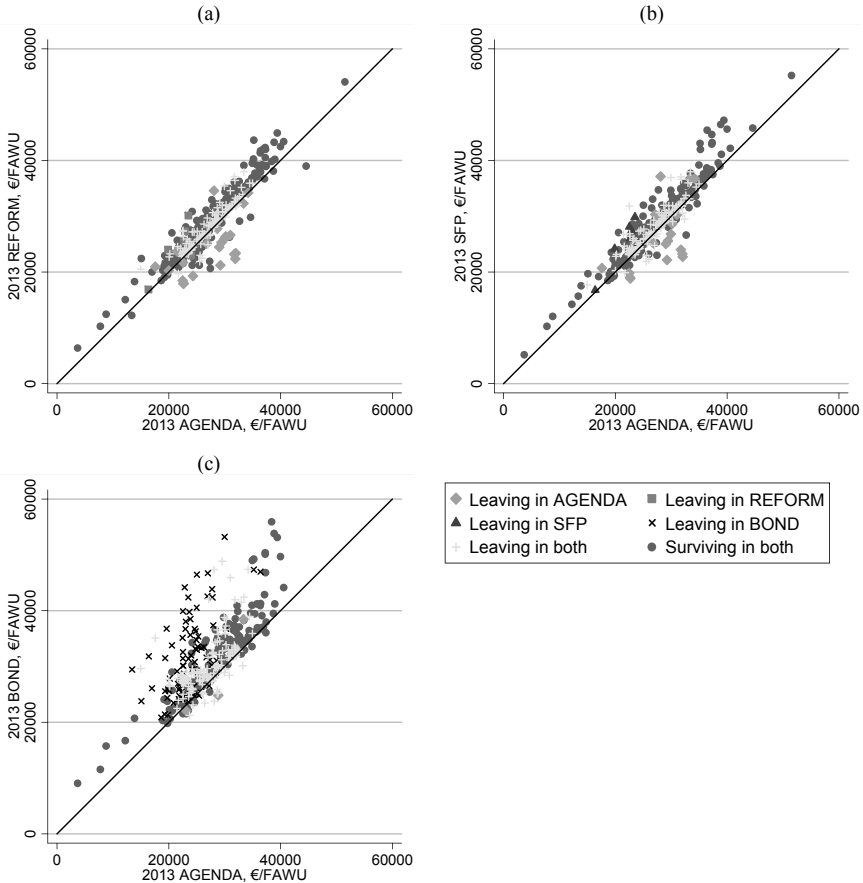 (a)
2013 REFORM, €/FAWU
60000
40000
20000
0
0 20000 40000 60000
2013 AGENDA, €/FAWU
(b)
2013 SFP, €/FAWU
60000
40000
20000
0
0 20000 40000 60000
2013 AGENDA, €/FAWU
(c)
2013 BOND, €/FAWU
60000
40000
20000
0
0 20000 40000 60000
2013 AGENDA, €/FAWU
Leaving in AGENDA Leaving in REFORM
Leaving in SFP Leaving in BOND
Leaving in both Surviving in both